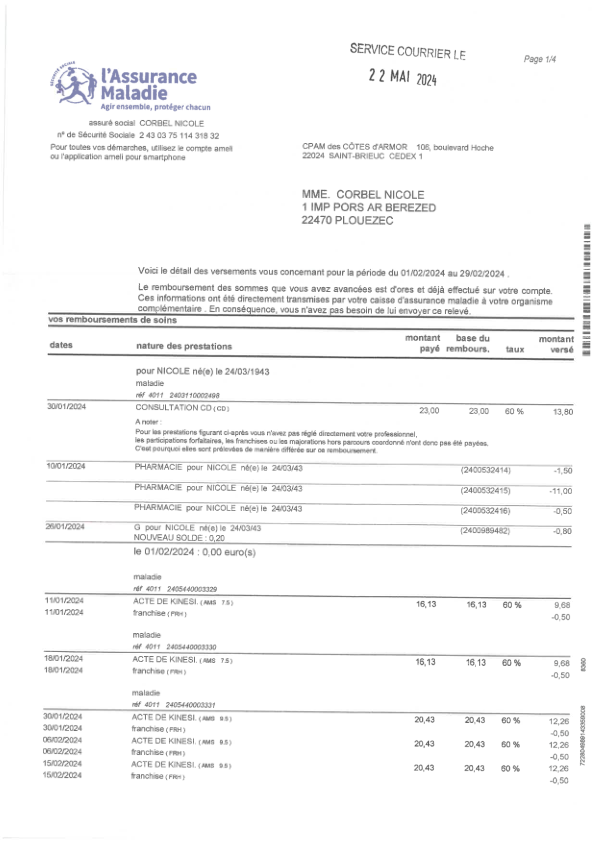 SERVICE COURRIER LE
22 MAI 2024
Page 1/4
SÉCURITÉ SOCIALE
l'Assurance
Maladie
Agir ensemble, protéger chacun
assuré social CORBEL NICOLE
n° de Sécurité Sociale 2 43 03 75 114 318 32
Pour toutes vos démarches, utilisez le compte ameli
ou l'application ameli pour smartphone
CPAM des CÔTES d'ARMOR 106, boulevard Hoche
22024 SAINT-BRIEUC CEDEX 1
MME. CORBEL NICOLE
1 IMP PORS AR BEREZED
22470 PLOUEZEC
Voici le détail des versements vous concernant pour la période du 01/02/2024 au 29/02/2024 .
Le remboursement des sommes que vous avez avancées est d'ores et déjà effectué sur votre compte.
Ces informations ont été directement transmises par votre caisse d'assurance maladie à votre organisme
complémentaire . En conséquence, vous n'avez pas besoin de lui envoyer ce relevé.
vos remboursements de soins
dates nature des prestations montant payé base du rembours. taux montant versé
pour NICOLE né(e) le 24/03/1943
maladie
réf 4011 2403110002498
30/01/2024 CONSULTATION CD (CD) 23,00 23,00 60 % 13,80
A noter :
Pour les prestations figurant ci-après vous n'avez pas réglé directement votre professionnel,
les participations forfaitaires, les franchises ou les majorations hors parcours coordonné n'ont donc pas été payées.
C'est pourquoi elles sont prélevées de manière différée sur ce remboursement.
10/01/2024 PHARMACIE pour NICOLE né(e) le 24/03/43 (2400532414) -1,50
PHARMACIE pour NICOLE né(e) le 24/03/43 (2400532415) -11,00
PHARMACIE pour NICOLE né(e) le 24/03/43 (2400532416) -0,50
26/01/2024 G pour NICOLE né(e) le 24/03/43 (2400989482) -0,80
NOUVEAU SOLDE : 0,20
le 01/02/2024 : 0,00 euro(s)
maladie
réf 4011 2405440003329
11/01/2024 ACTE DE KINESI. (AMS 7.5) 16,13 16,13 60 % 9,68
11/01/2024 franchise (FRH) -0,50
maladie
réf 4011 2405440003330
18/01/2024 ACTE DE KINESI. (AMS 7.5) 16,13 16,13 60 % 9,68
18/01/2024 franchise (FRH) -0,50
maladie
réf 4011 2405440003331
30/01/2024 ACTE DE KINESI. (AMS 9.5) 20,43 20,43 60 % 12,26
30/01/2024 franchise (FRH) -0,50
06/02/2024 ACTE DE KINESI. (AMS 9.5) 20,43 20,43 60 % 12,26
06/02/2024 franchise (FRH) -0,50
15/02/2024 ACTE DE KINESI. (AMS 9.5) 20,43 20,43 60 % 12,26
15/02/2024 franchise (FRH) -0,50